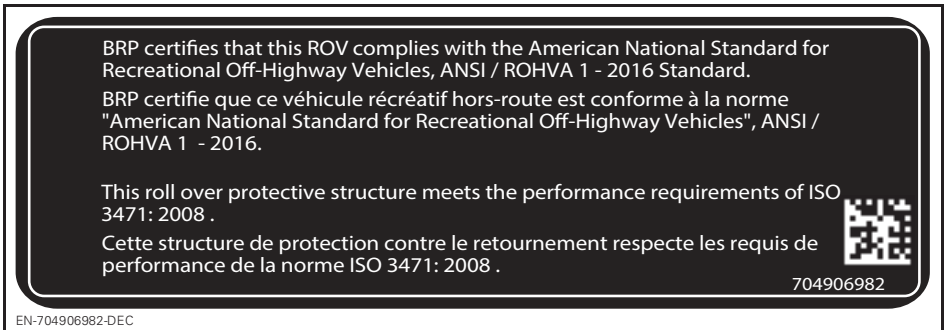 BRP certifies that this ROV complies with the American National Standard for
Recreational Off-Highway Vehicles, ANSI / ROHVA 1 - 2016 Standard.
BRP certifie que ce véhicule récréatif hors-route est conforme à la norme
"American National Standard for Recreational Off-Highway Vehicles", ANSI /
ROHVA 1  - 2016.
This roll over protective structure meets the performance requirements of ISO
3471: 2008 .
Cette structure de protection contre le retournement respecte les requis de
performance de la norme ISO 3471: 2008 .
704906982
EN-704906982-DEC